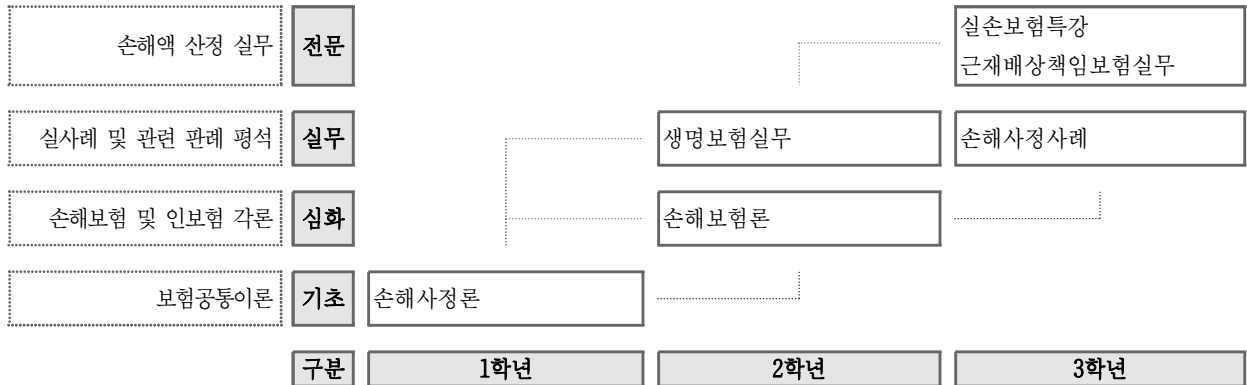 손해액 산정 실무 전문 실손보험특강
근재배상책임보험실무
실사례 및 관련 판례 평석 실무 생명보험실무 손해사정사례
손해보험 및 인보험 각론 심화 손해보험론
보험공통이론 기초 손해사정론
구분 1학년 2학년 3학년